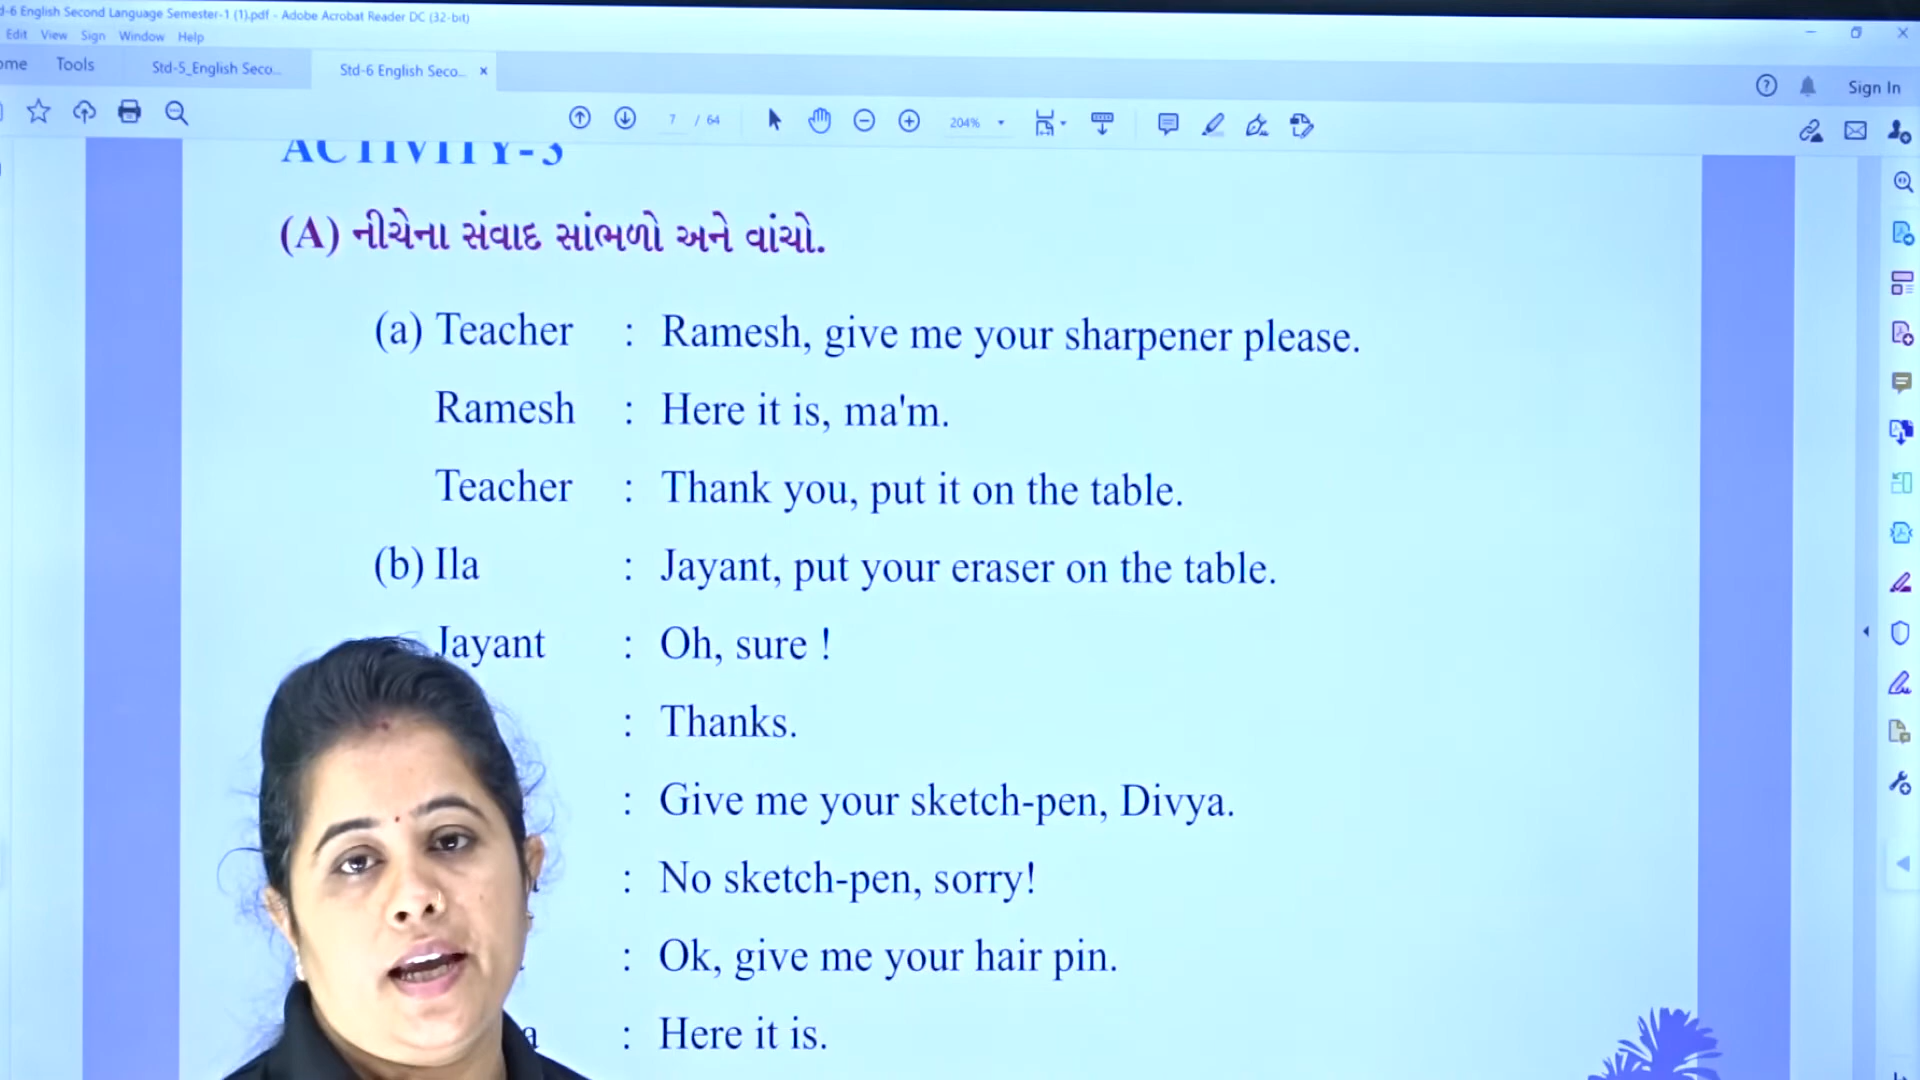 d-6 English Second Language Semester-1 (1).pdf - Adobe Acrobat Reader DC (32-bit)
Edit View Sign Window Help
ome Tools Std-5_English Seco... Std-6 English Seco... ×
Sign In
7 / 64 204%
ACTIVITY-3
(A) નીચેના સંવાદ સાંભળો અને વાંચો.
(a) Teacher : Ramesh, give me your sharpener please.
Ramesh : Here it is, ma'm.
Teacher : Thank you, put it on the table.
(b) Ila : Jayant, put your eraser on the table.
Jayant : Oh, sure !
: Thanks.
: Give me your sketch-pen, Divya.
: No sketch-pen, sorry!
: Ok, give me your hair pin.
a : Here it is.